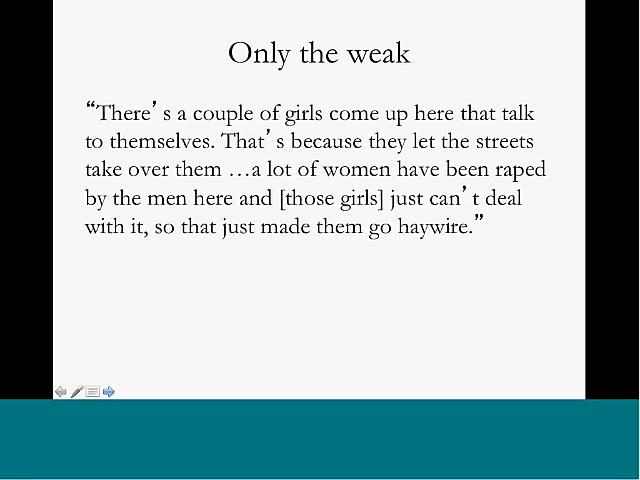 Only the weak
“There’s a couple of girls come up here that talk
to themselves. That’s because they let the streets
take over them …a lot of women have been raped
by the men here and [those girls] just can’t deal
with it, so that just made them go haywire.”